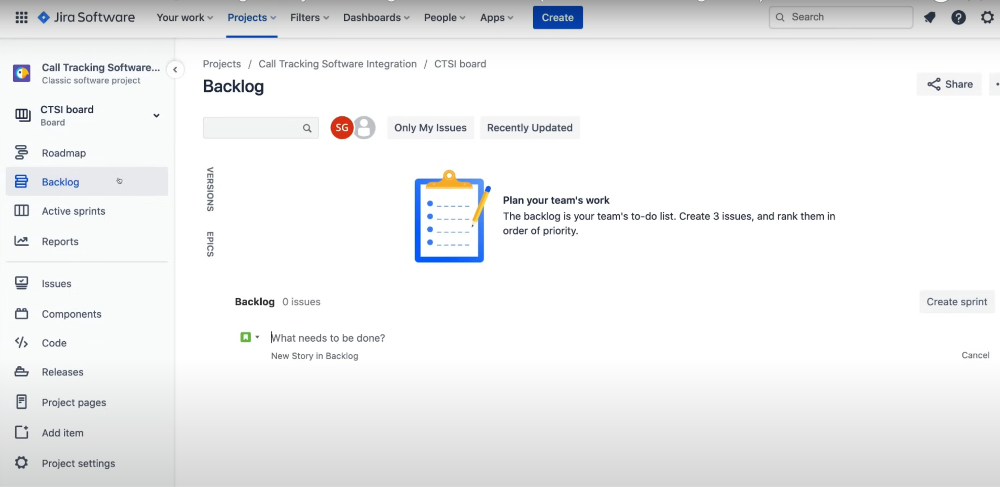 Jira Software Your work Projects Filters Dashboards People Apps Create Search
Call Tracking Software...
Classic software project
CTSI board
Board
Roadmap
Backlog
Active sprints
Reports
Issues
Components
Code
Releases
Project pages
Add item
Project settings
Projects / Call Tracking Software Integration / CTSI board
Backlog
Share
SG Only My Issues Recently Updated
VERSIONS
EPICS
Plan your team's work
The backlog is your team's to-do list. Create 3 issues, and rank them in
order of priority.
Backlog 0 issues
Create sprint
What needs to be done?
New Story in Backlog
Cancel